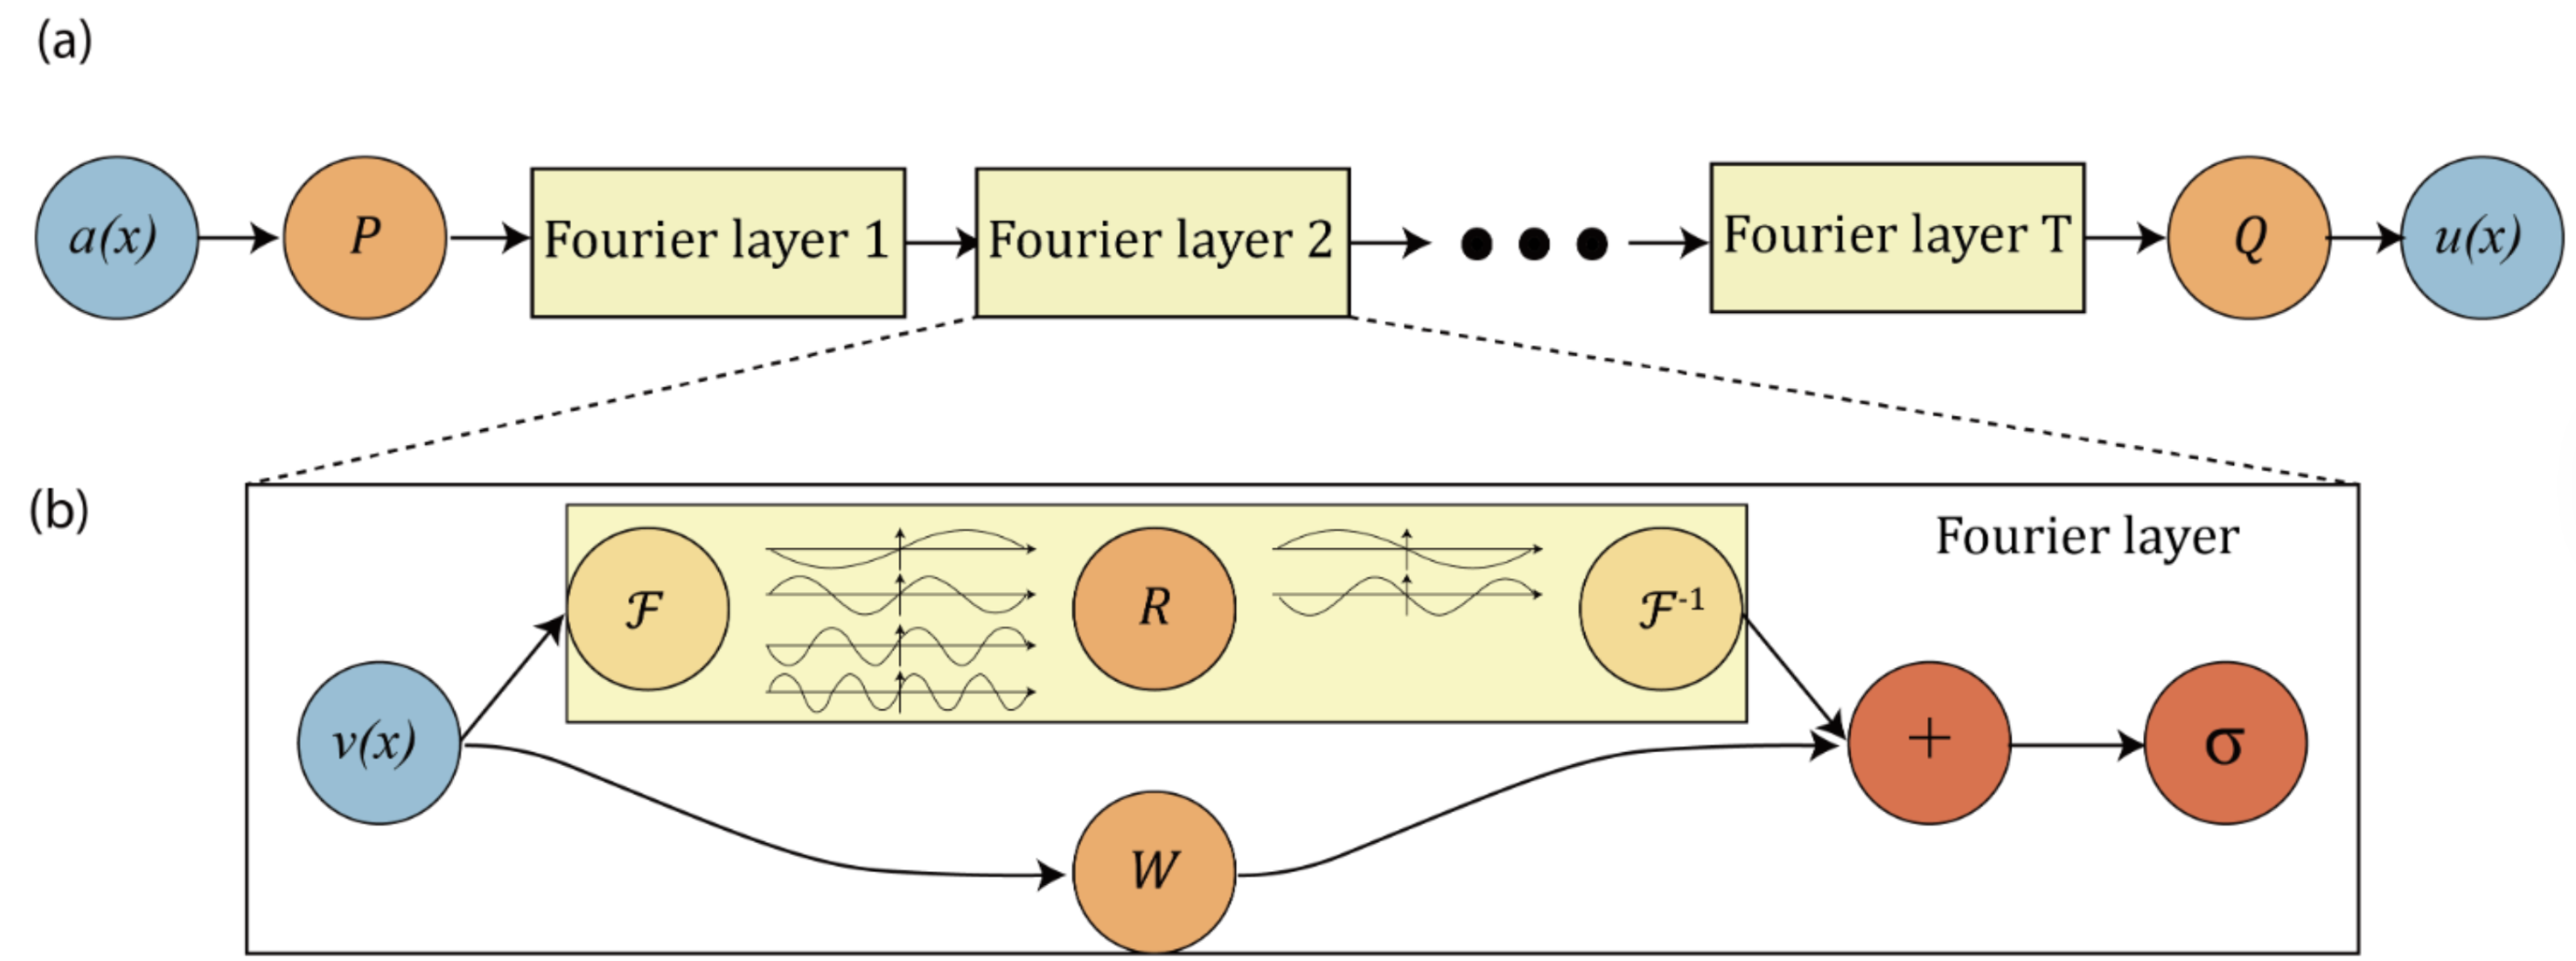 (a)
a(x) P Fourier layer 1 Fourier layer 2 Fourier layer T Q u(x)
(b)
Fourier layer
ℱ R ℱ⁻¹
v(x) + σ
W